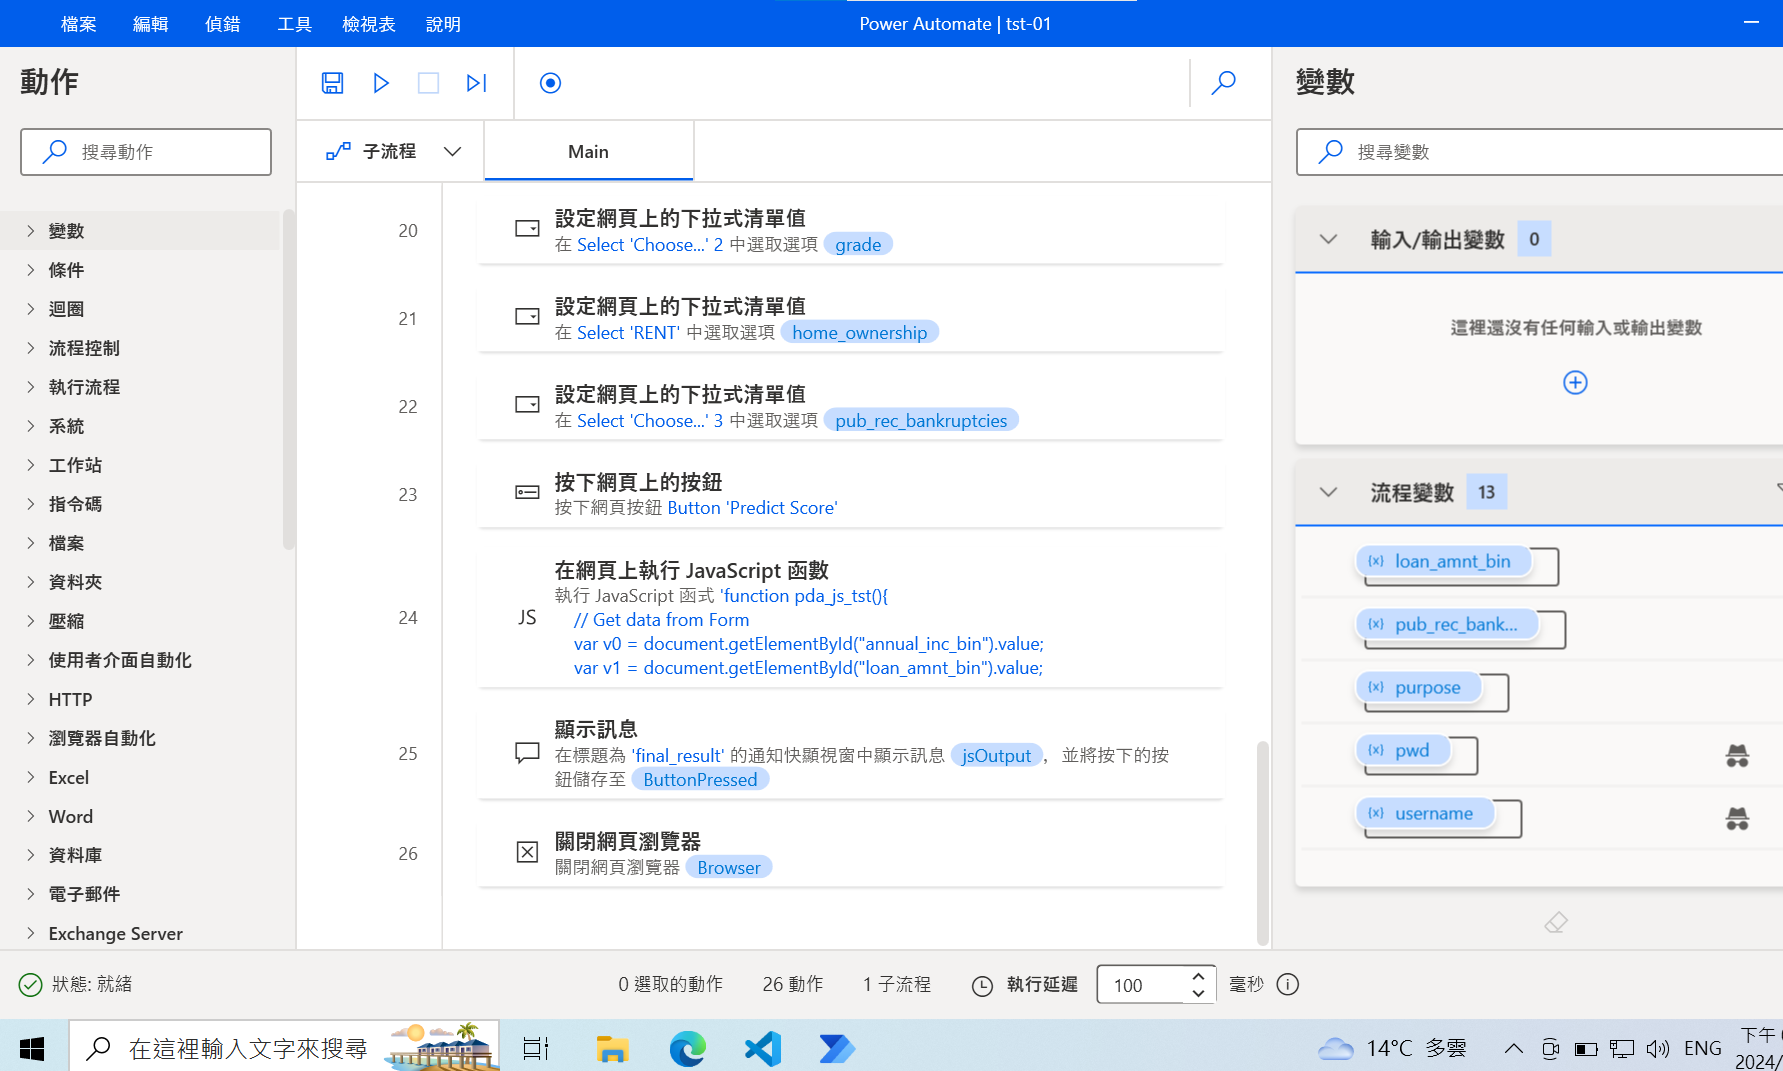 檔案 編輯 偵錯 工具 檢視表 說明
Power Automate | tst-01
動作
搜尋動作
變數
條件
迴圈
流程控制
執行流程
系統
工作站
指令碼
檔案
資料夾
壓縮
使用者介面自動化
HTTP
瀏覽器自動化
Excel
Word
資料庫
電子郵件
Exchange Server
子流程
Main
20
設定網頁上的下拉式清單值
在 Select 'Choose...' 2 中選取選項 grade
21
設定網頁上的下拉式清單值
在 Select 'RENT' 中選取選項 home_ownership
22
設定網頁上的下拉式清單值
在 Select 'Choose...' 3 中選取選項 pub_rec_bankruptcies
23
按下網頁上的按鈕
按下網頁按鈕 Button 'Predict Score'
24
JS
在網頁上執行 JavaScript 函數
執行 JavaScript 函式 'function pda_js_tst(){
// Get data from Form
var v0 = document.getElementById("annual_inc_bin").value;
var v1 = document.getElementById("loan_amnt_bin").value;
25
顯示訊息
在標題為 'final_result' 的通知快顯視窗中顯示訊息 jsOutput，並將按下的按
鈕儲存至 ButtonPressed
26
關閉網頁瀏覽器
關閉網頁瀏覽器 Browser
變數
搜尋變數
輸入/輸出變數 0
這裡還沒有任何輸入或輸出變數
流程變數 13
{x} loan_amnt_bin
{x} pub_rec_bank...
{x} purpose
{x} pwd
{x} username
狀態: 就緒
0 選取的動作
26 動作
1 子流程
執行延遲
100
毫秒
在這裡輸入文字來搜尋
14°C 多雲
ENG
下午
2024/